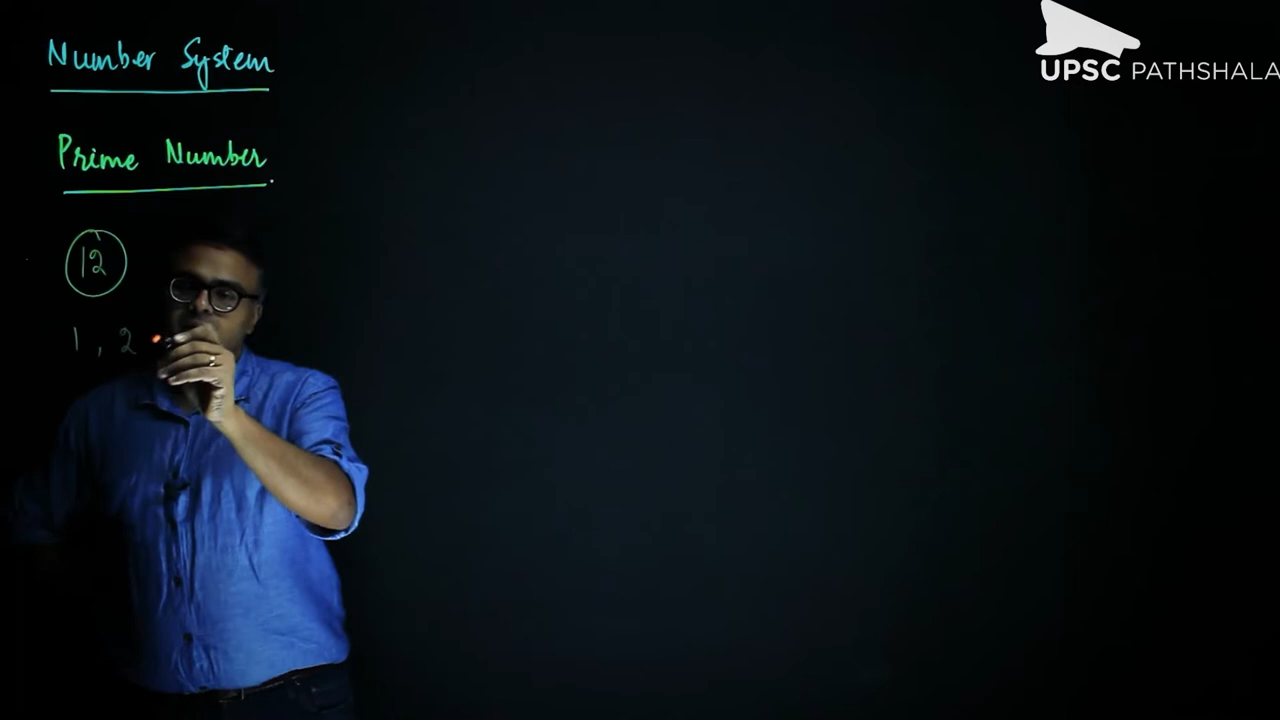 Number System
UPSC PATHSHALA
Prime Number
12
1, 2